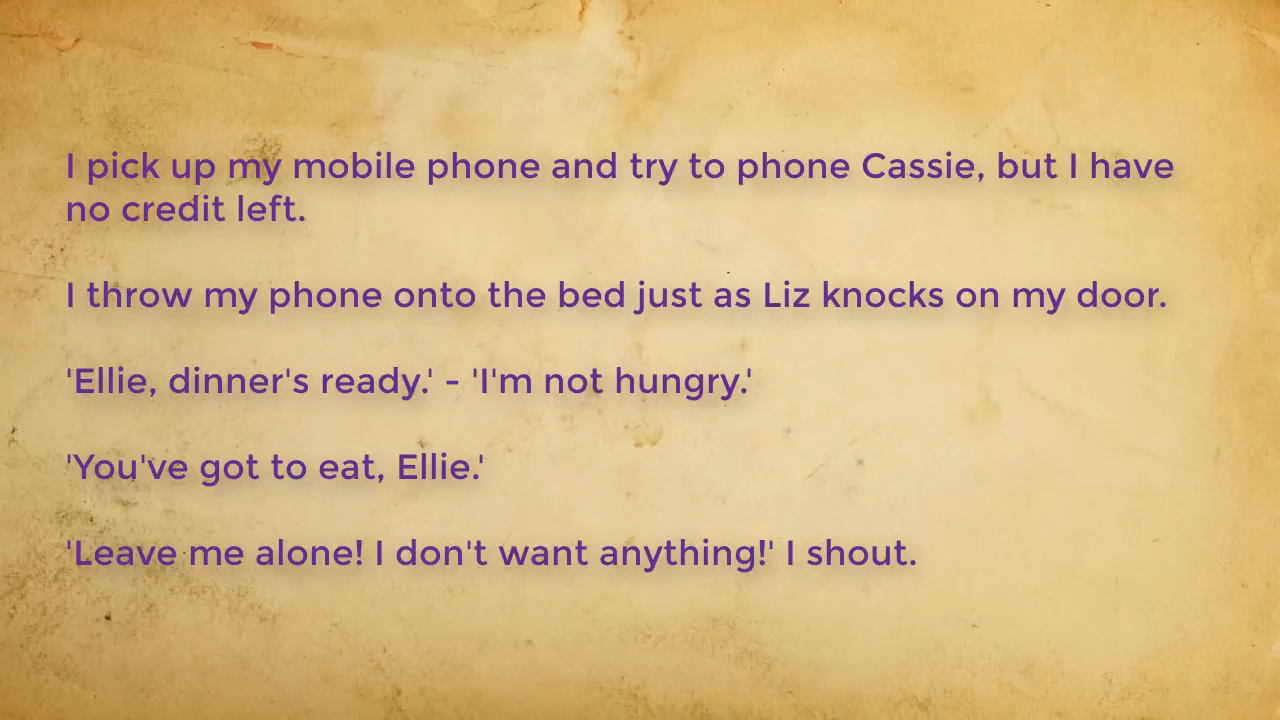 I pick up my mobile phone and try to phone Cassie, but I have
no credit left.
I throw my phone onto the bed just as Liz knocks on my door.
'Ellie, dinner's ready.' - 'I'm not hungry.'
'You've got to eat, Ellie.'
'Leave me alone! I don't want anything!' I shout.